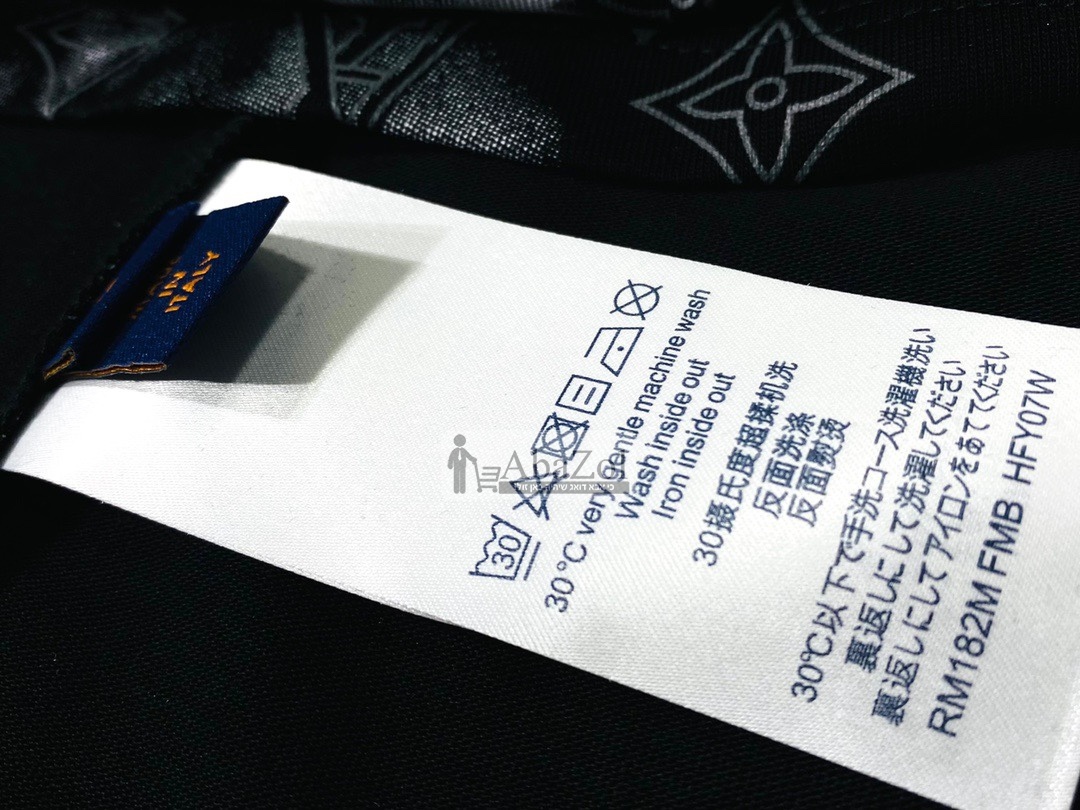 MADE
IN
ITALY
30
30°C very gentle machine wash
Wash inside out
Iron inside out
30摄氏度超揉机洗
反面洗涤
反面熨烫
30℃以下で手洗コース洗濯機洗い
裏返しにして洗濯してください
裏返しにしてアイロンをあててください
RM182M FMB HFY07W
AbaZol